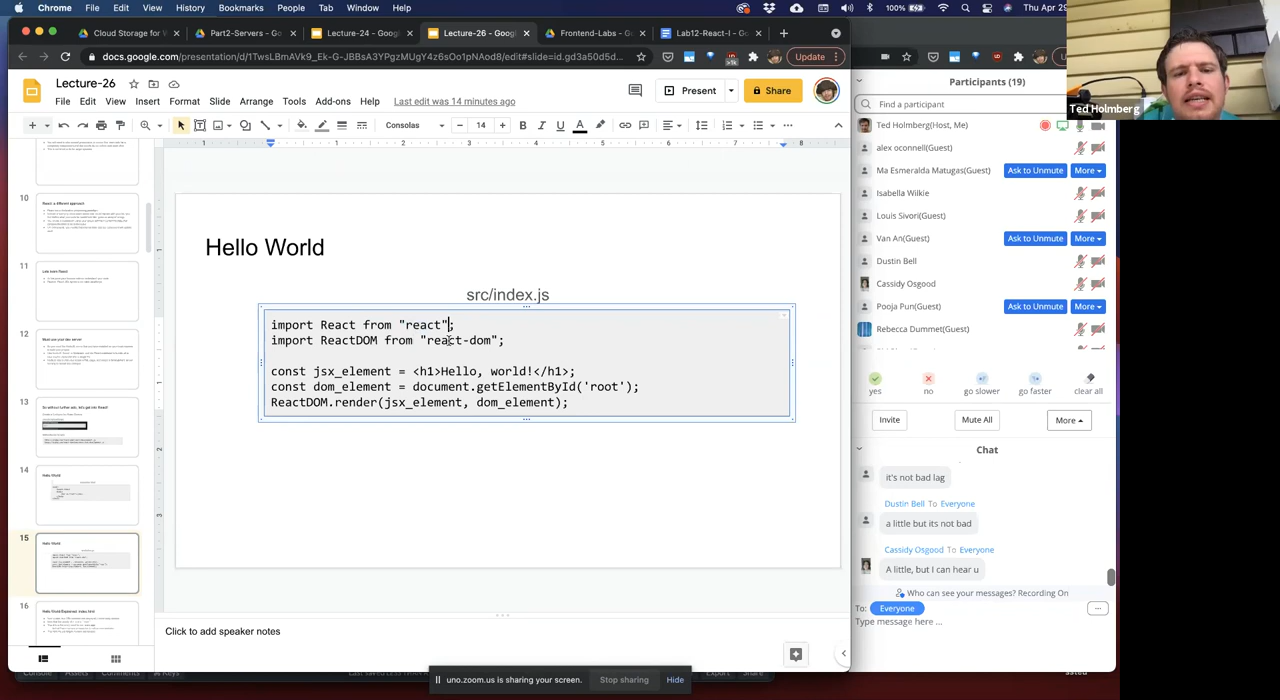 Chrome File Edit View History Bookmarks People Tab Window Help
100%
Thu Apr 29
Cloud Storage for
Part2-Servers - Go
Lecture-24 - Googl
Lecture-26 - Googl
Frontend-Labs - Go
Lab12-React-I - Go
docs.google.com/presentation/d/1TwsLBmAVk9_Ek-G-JBBsA3YPgzMUgY4z6sOo1pNAod8/edit#slide=id.gd3a50d5d...
Update
Lecture-26
File Edit View Insert Format Slide Arrange Tools Add-ons Help Last edit was 14 minutes ago
Present
Share
Consolas
14
10
11
12
13
14
15
16
Hello World
src/index.js
import React from "react";
import ReactDOM from "react-dom";
const jsx_element = <h1>Hello, world!</h1>;
const dom_element = document.getElementById('root');
ReactDOM.render(jsx_element, dom_element);
Click to add speaker notes
uno.zoom.us is sharing your screen.
Stop sharing
Hide
Participants (19)
Find a participant
Ted Holmberg(Host, Me)
alex oconnell(Guest)
Ma Esmeralda Matugas(Guest) Ask to Unmute More
Isabella Wilkie
Louis Sivori(Guest)
Van An(Guest) Ask to Unmute More
Dustin Bell
Cassidy Osgood
Pooja Pun(Guest) Ask to Unmute More
Rebecca Dummet(Guest)
yes no go slower go faster clear all
Invite Mute All More
Chat
it's not bad lag
Dustin Bell To Everyone
a little but its not bad
Cassidy Osgood To Everyone
A little, but I can hear u
Who can see your messages? Recording On
To: Everyone
Type message here ...
Ted Holmberg